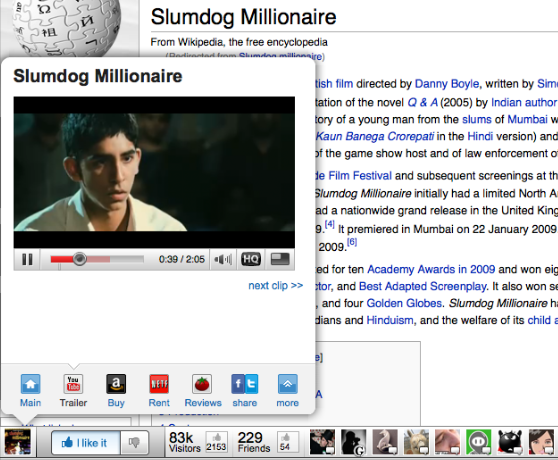 Slumdog Millionaire
From Wikipedia, the free encyclopedia
(Redirected from Slumdog millionaire)
tish film directed by Danny Boyle, written by Simo
tation of the novel Q & A (2005) by Indian author
tory of a young man from the slums of Mumbai w
Kaun Banega Crorepati in the Hindi version) and
of the game show host and of law enforcement o
de Film Festival and subsequent screenings at th
Slumdog Millionaire initially had a limited North A
ad a nationwide grand release in the United King
9.[4] It premiered in Mumbai on 22 January 2009
2009.[6]
ted for ten Academy Awards in 2009 and won eig
ctor, and Best Adapted Screenplay. It also won se
, and four Golden Globes. Slumdog Millionaire ha
dians and Hinduism, and the welfare of its child a
e]
A
Slumdog Millionaire
0:39 / 2:05
HQ
next clip >>
You
Tube
a
NETF
f
t
Main
Trailer
Buy
Rent
Reviews
share
more
I like it
83k
Visitors
2153
229
Friends
54